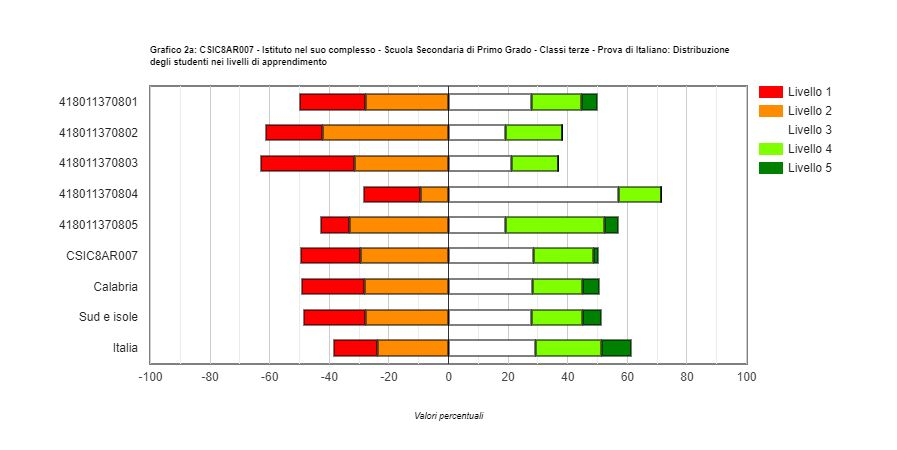 Grafico 2a: CSIC8AR007 - Istituto nel suo complesso - Scuola Secondaria di Primo Grado - Classi terze - Prova di Italiano: Distribuzione
degli studenti nei livelli di apprendimento
418011370801
418011370802
418011370803
418011370804
418011370805
CSIC8AR007
Calabria
Sud e isole
Italia
Livello 1
Livello 2
Livello 3
Livello 4
Livello 5
-100 -80 -60 -40 -20 0 20 40 60 80 100
Valori percentuali